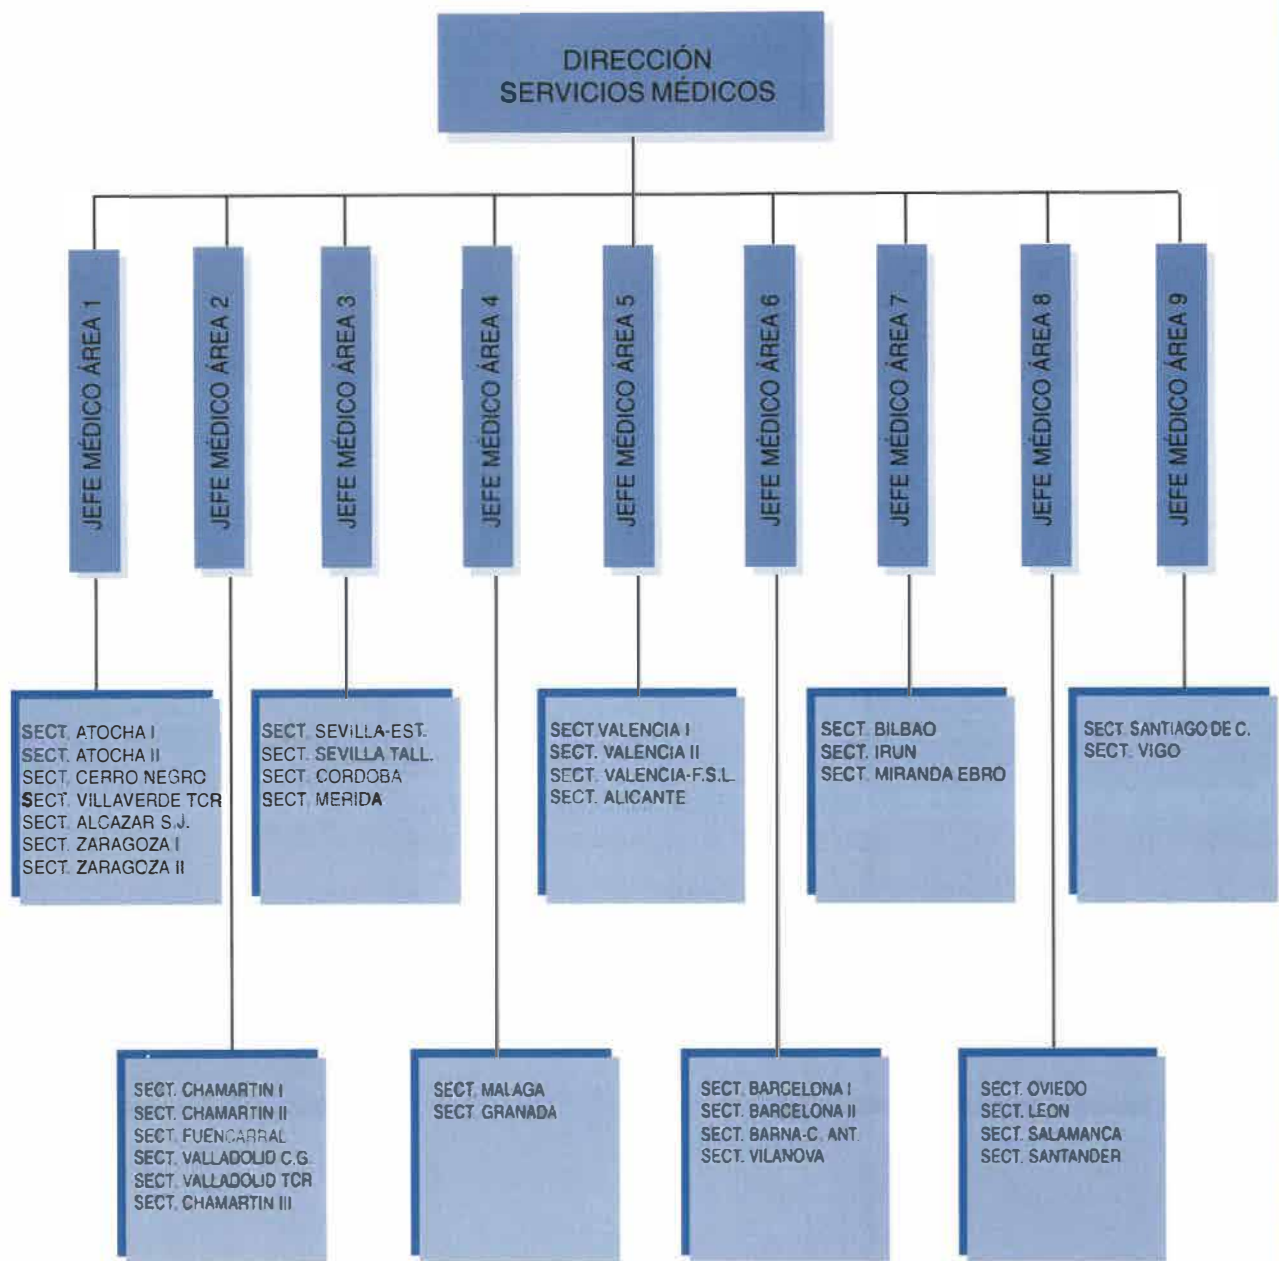 DIRECCIÓN
SERVICIOS MÉDICOS
JEFE MÉDICO ÁREA 1
JEFE MÉDICO ÁREA 2
JEFE MÉDICO ÁREA 3
JEFE MÉDICO ÁREA 4
JEFE MÉDICO ÁREA 5
JEFE MÉDICO ÁREA 6
JEFE MÉDICO ÁREA 7
JEFE MÉDICO ÁREA 8
JEFE MÉDICO ÁREA 9
SECT. ATOCHA I
SECT. ATOCHA II
SECT. CERRO NEGRO
SECT. VILLAVERDE TCR
SECT. ALCAZAR S.J.
SECT. ZARAGOZA I
SECT. ZARAGOZA II
SECT. SEVILLA-EST.
SECT. SEVILLA TALL.
SECT. CORDOBA
SECT. MERIDA
SECT VALENCIA I
SECT. VALENCIA II
SECT. VALENCIA-F.S.L.
SECT. ALICANTE
SECT. BILBAO
SECT. IRUN
SECT. MIRANDA EBRO
SECT. SANTIAGO DE C.
SECT. VIGO
SECT. CHAMARTIN I
SECT. CHAMARTIN II
SECT. FUENCARRAL
SECT. VALLADOLID C.G.
SECT. VALLADOLID TCR
SECT. CHAMARTIN III
SECT. MALAGA
SECT. GRANADA
SECT. BARCELONA I
SECT. BARCELONA II
SECT. BARNA-C. ANT.
SECT. VILANOVA
SECT. OVIEDO
SECT. LEON
SECT. SALAMANCA
SECT. SANTANDER